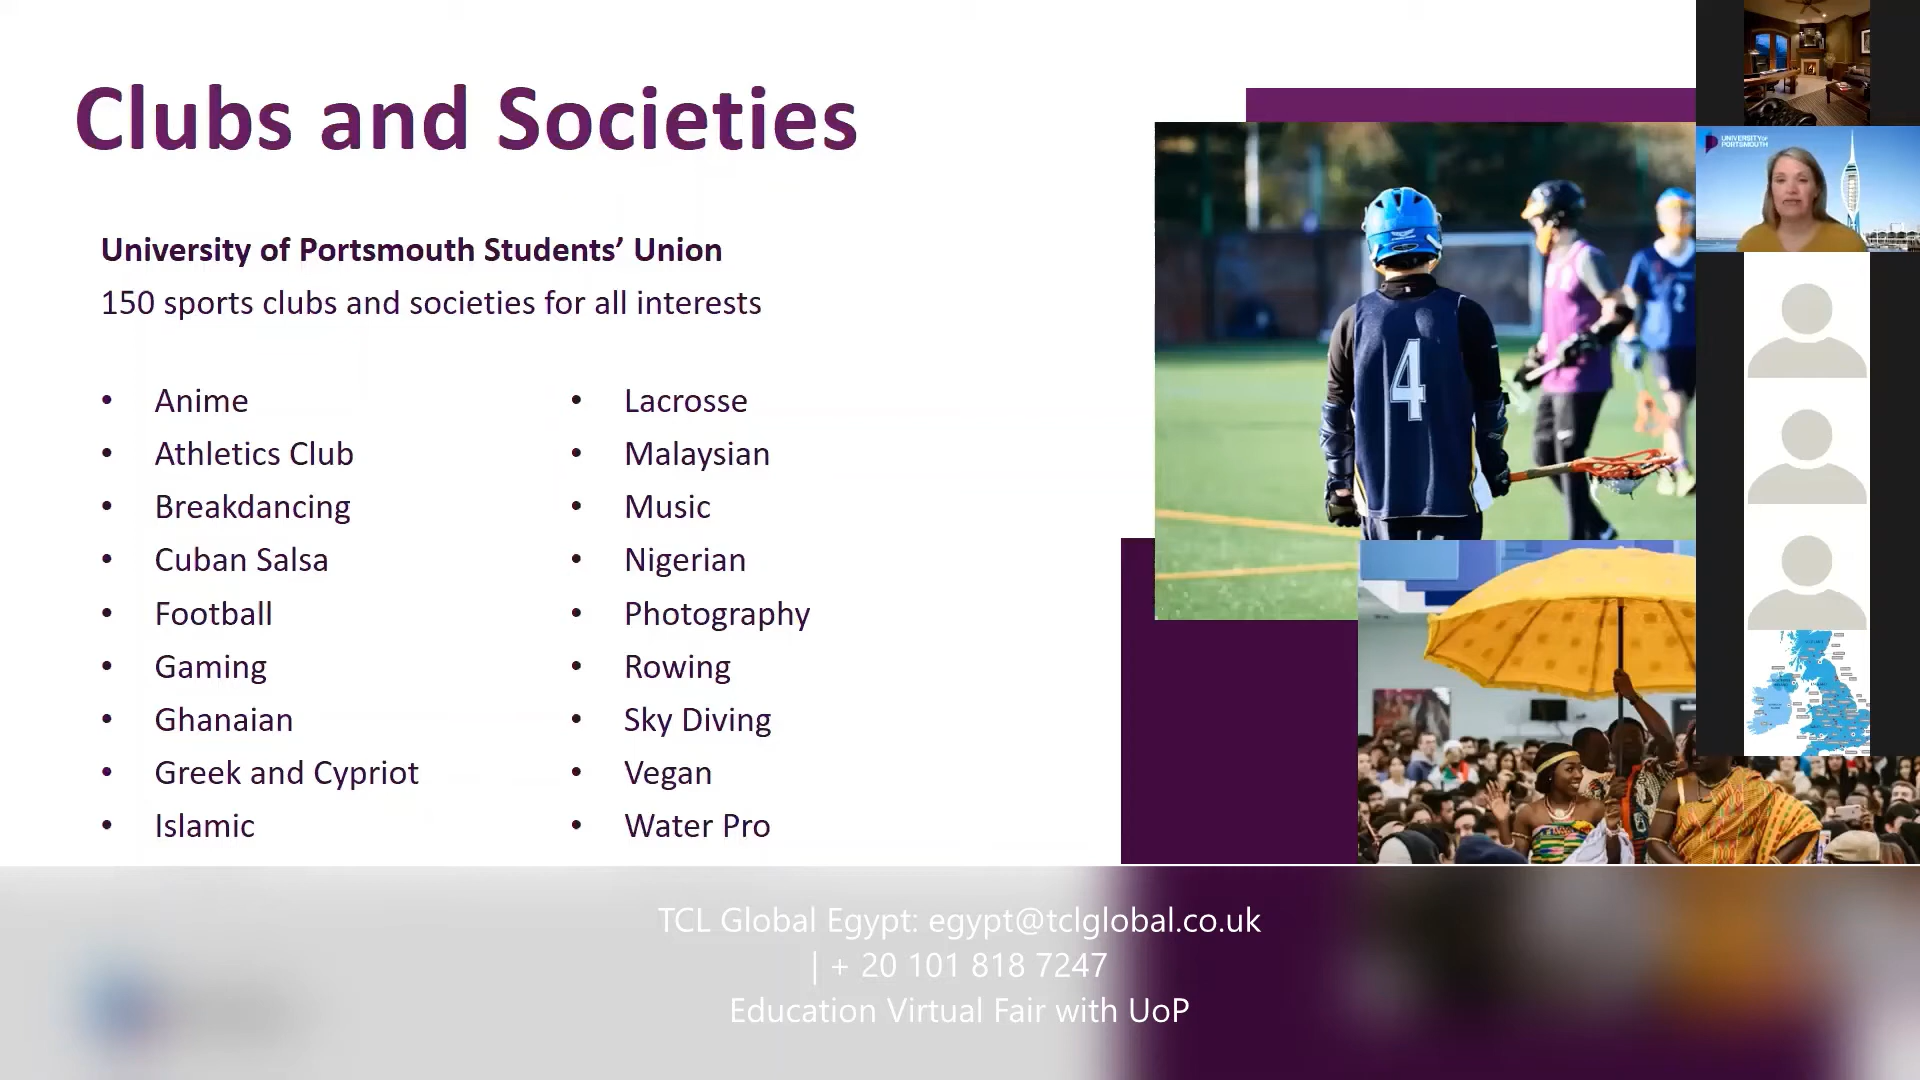 Clubs and Societies
University of Portsmouth Students’ Union
150 sports clubs and societies for all interests
• Anime
• Athletics Club
• Breakdancing
• Cuban Salsa
• Football
• Gaming
• Ghanaian
• Greek and Cypriot
• Islamic
• Lacrosse
• Malaysian
• Music
• Nigerian
• Photography
• Rowing
• Sky Diving
• Vegan
• Water Pro
4
UNIVERSITY OF
PORTSMOUTH
TCL Global Egypt: egypt@tclglobal.co.uk
| + 20 101 818 7247
Education Virtual Fair with UoP